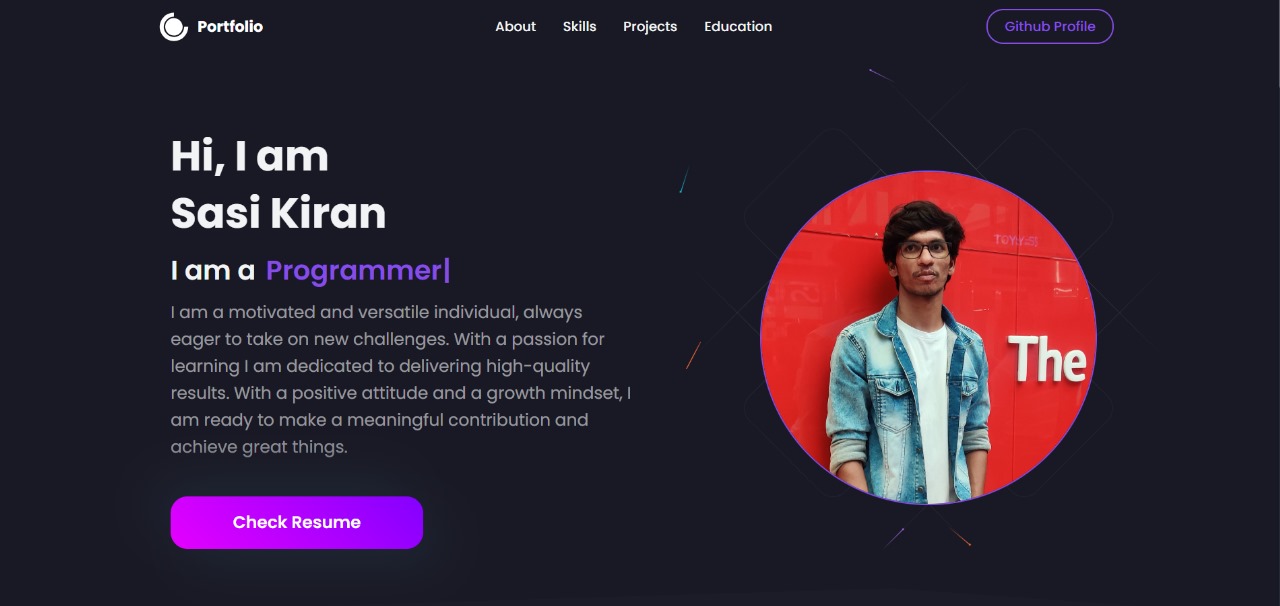 Portfolio
About Skills Projects Education
Github Profile
Hi, I am
Sasi Kiran
I am a Programmer|
I am a motivated and versatile individual, always
eager to take on new challenges. With a passion for
learning I am dedicated to delivering high-quality
results. With a positive attitude and a growth mindset, I
am ready to make a meaningful contribution and
achieve great things.
Check Resume
The